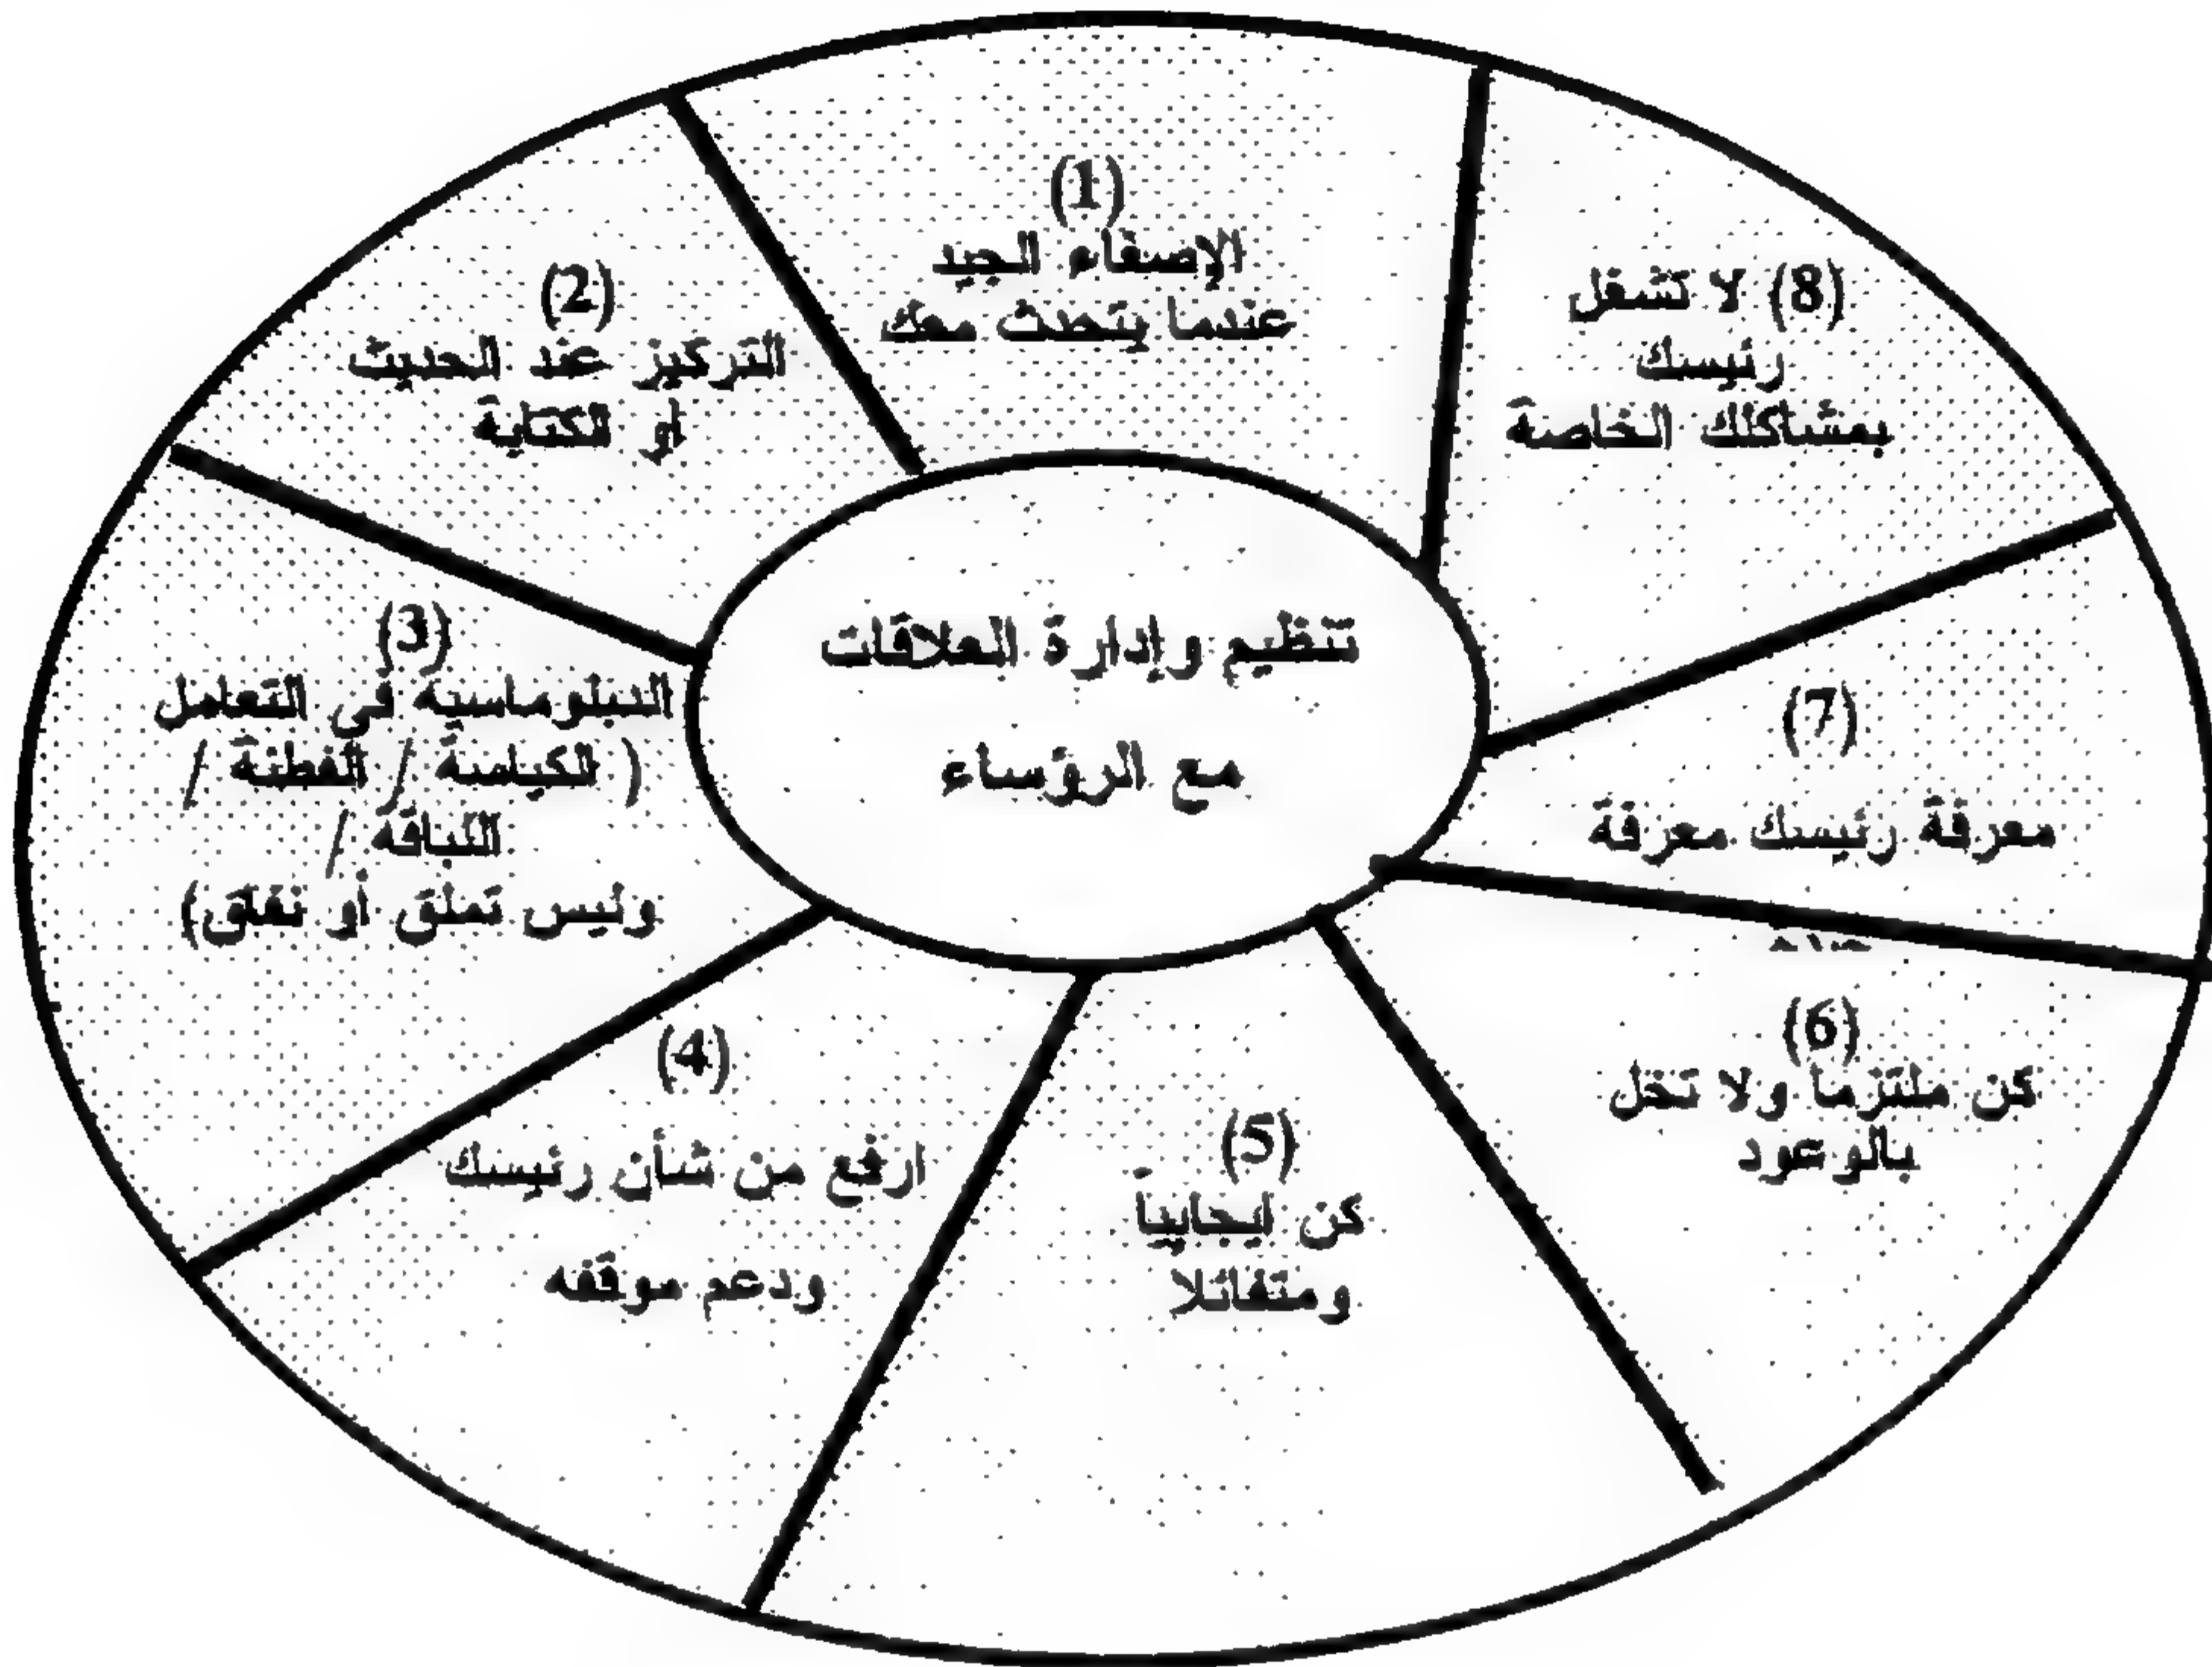 تنظيم وإدارة العلاقات
مع الرؤساء
(1)
الإصغاء الجيد
عندما يتحدث معك
(2)
التركيز عند الحديث
أو الكتابة
(3)
الدبلوماسية في التعامل
( الكياسة / الفطنة /
اللباقة /
وليس تملق أو نفاق)
(4)
ارفع من شأن رئيسك
ودعم موقفه
(5)
كن ايجابياً
ومتفائلا
(6)
كن ملتزماً ولا تخل
بالوعود
(7)
معرفة رئيسك معرفة
(8) لا تشغل
رئيسك
بمشاكلك الخاصة